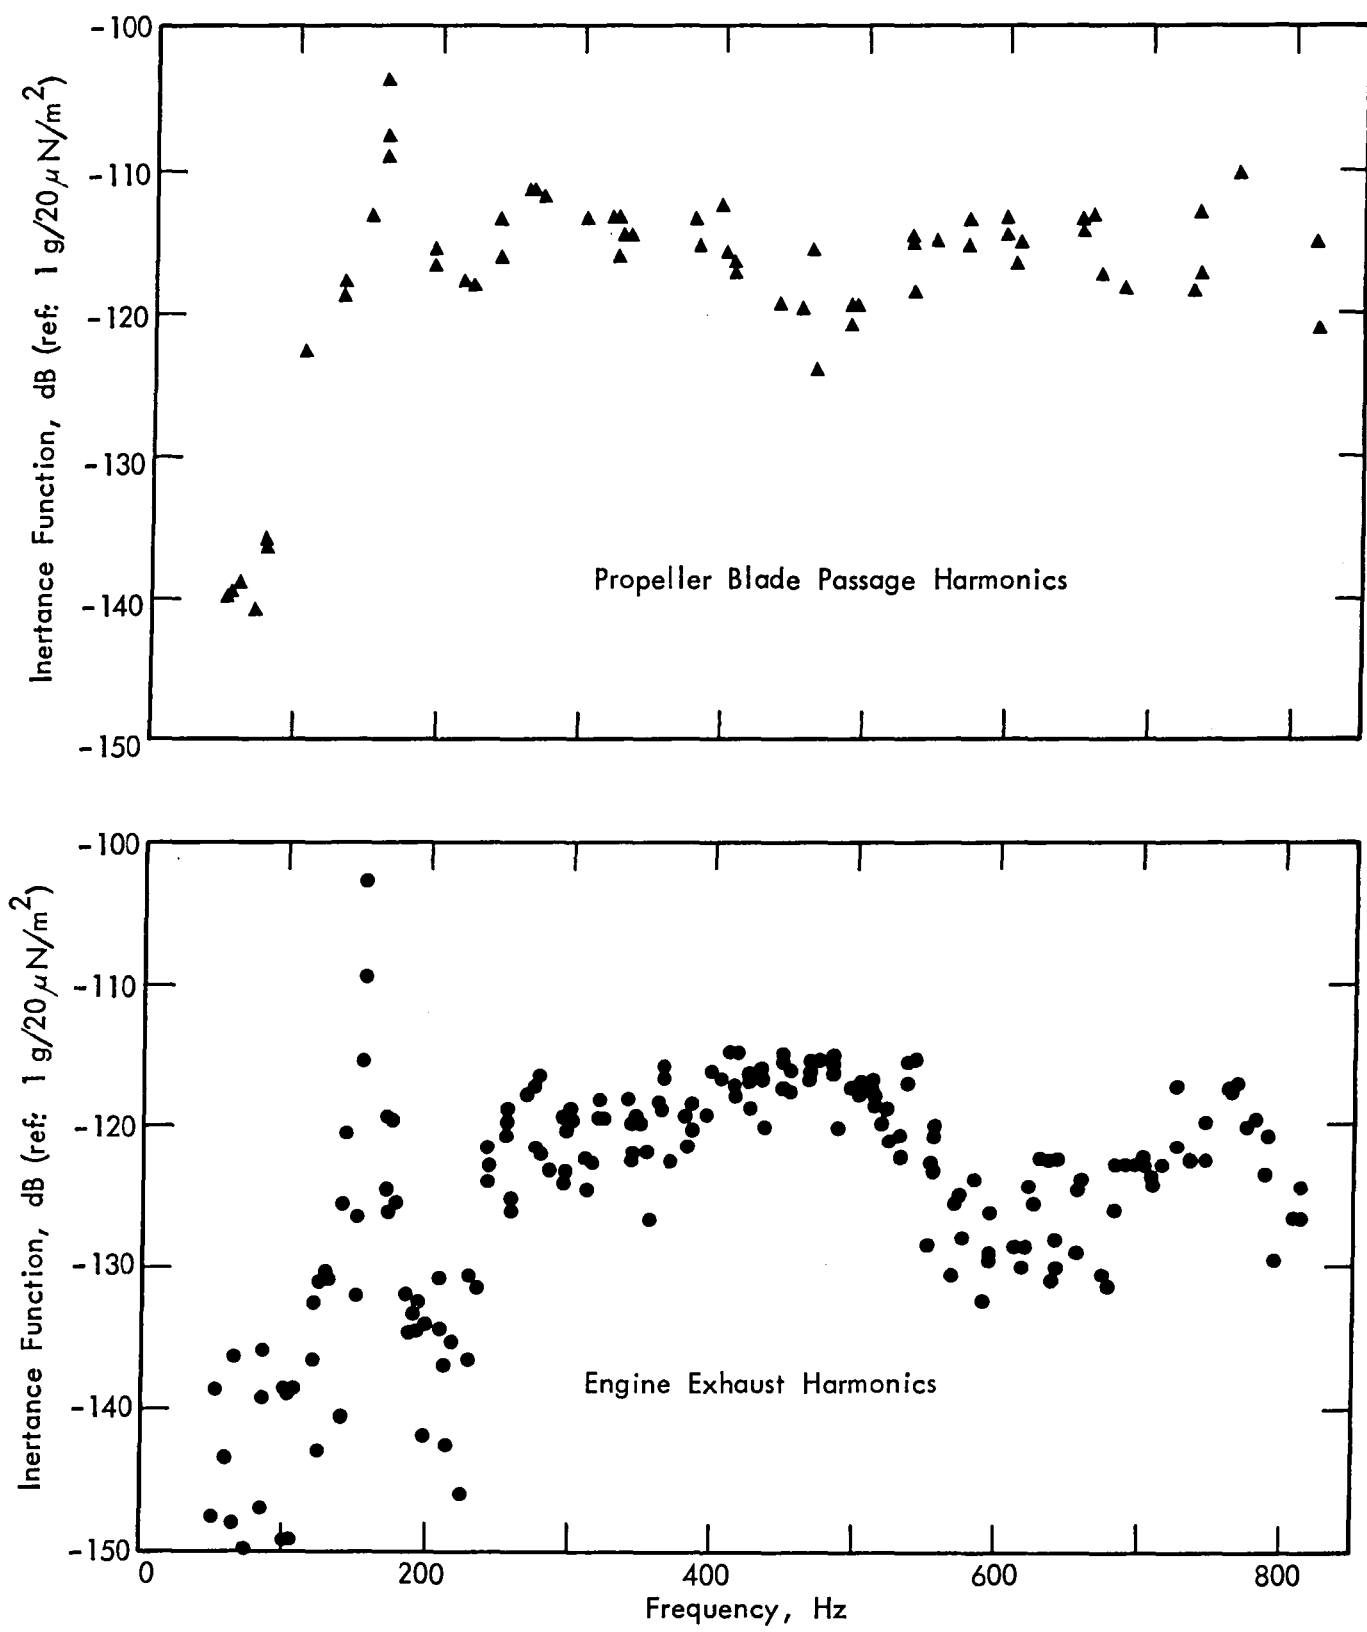 Inertance Function, dB (ref: 1 g/20 μN/m²)
-100
-110
-120
-130
-140
-150
Propeller Blade Passage Harmonics
Inertance Function, dB (ref: 1 g/20 μN/m²)
-100
-110
-120
-130
-140
-150
Engine Exhaust Harmonics
0 200 400 600 800
Frequency, Hz